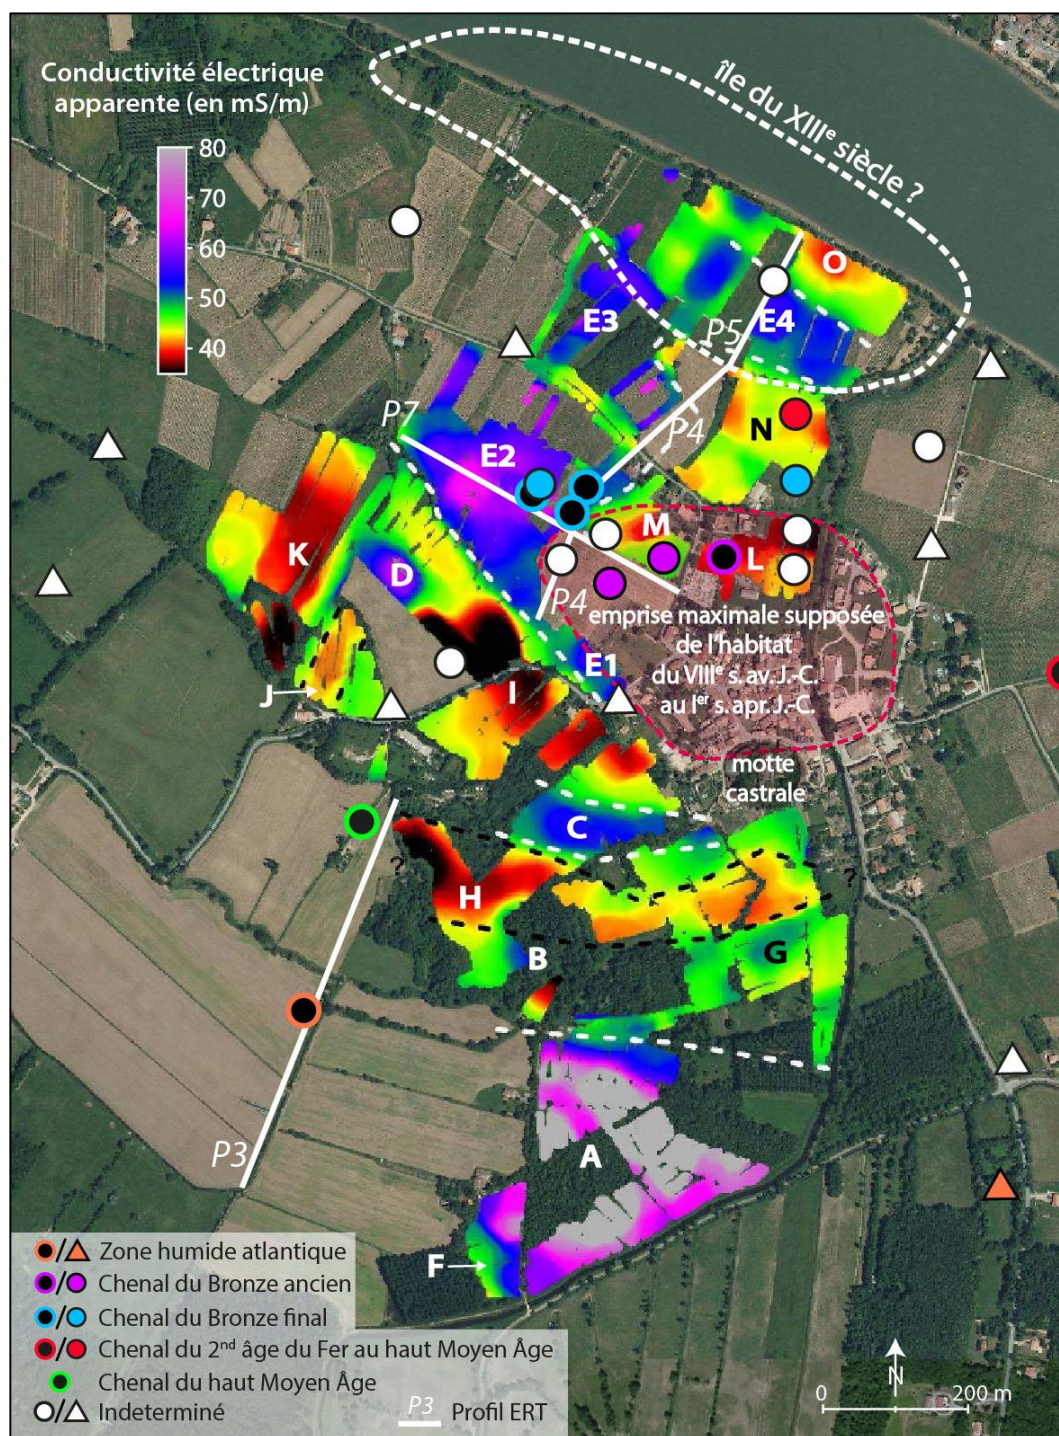 Conductivité électrique
apparente (en mS/m)
80
70
60
50
40
île du XIIIe siècle ?
O
E3
E4
P5
N
P7
P4
E2
K
D
M
L
P4
emprise maximale supposée
de l'habitat
du VIIIe s. av. J.-C.
au Ier s. apr. J.-C.
E1
J
I
motte
castrale
C
?
?
H
B
G
P3
A
F
Zone humide atlantique
Chenal du Bronze ancien
Chenal du Bronze final
Chenal du 2nd âge du Fer au haut Moyen Âge
Chenal du haut Moyen Âge
Indeterminé
P3 Profil ERT
N
0 200 m